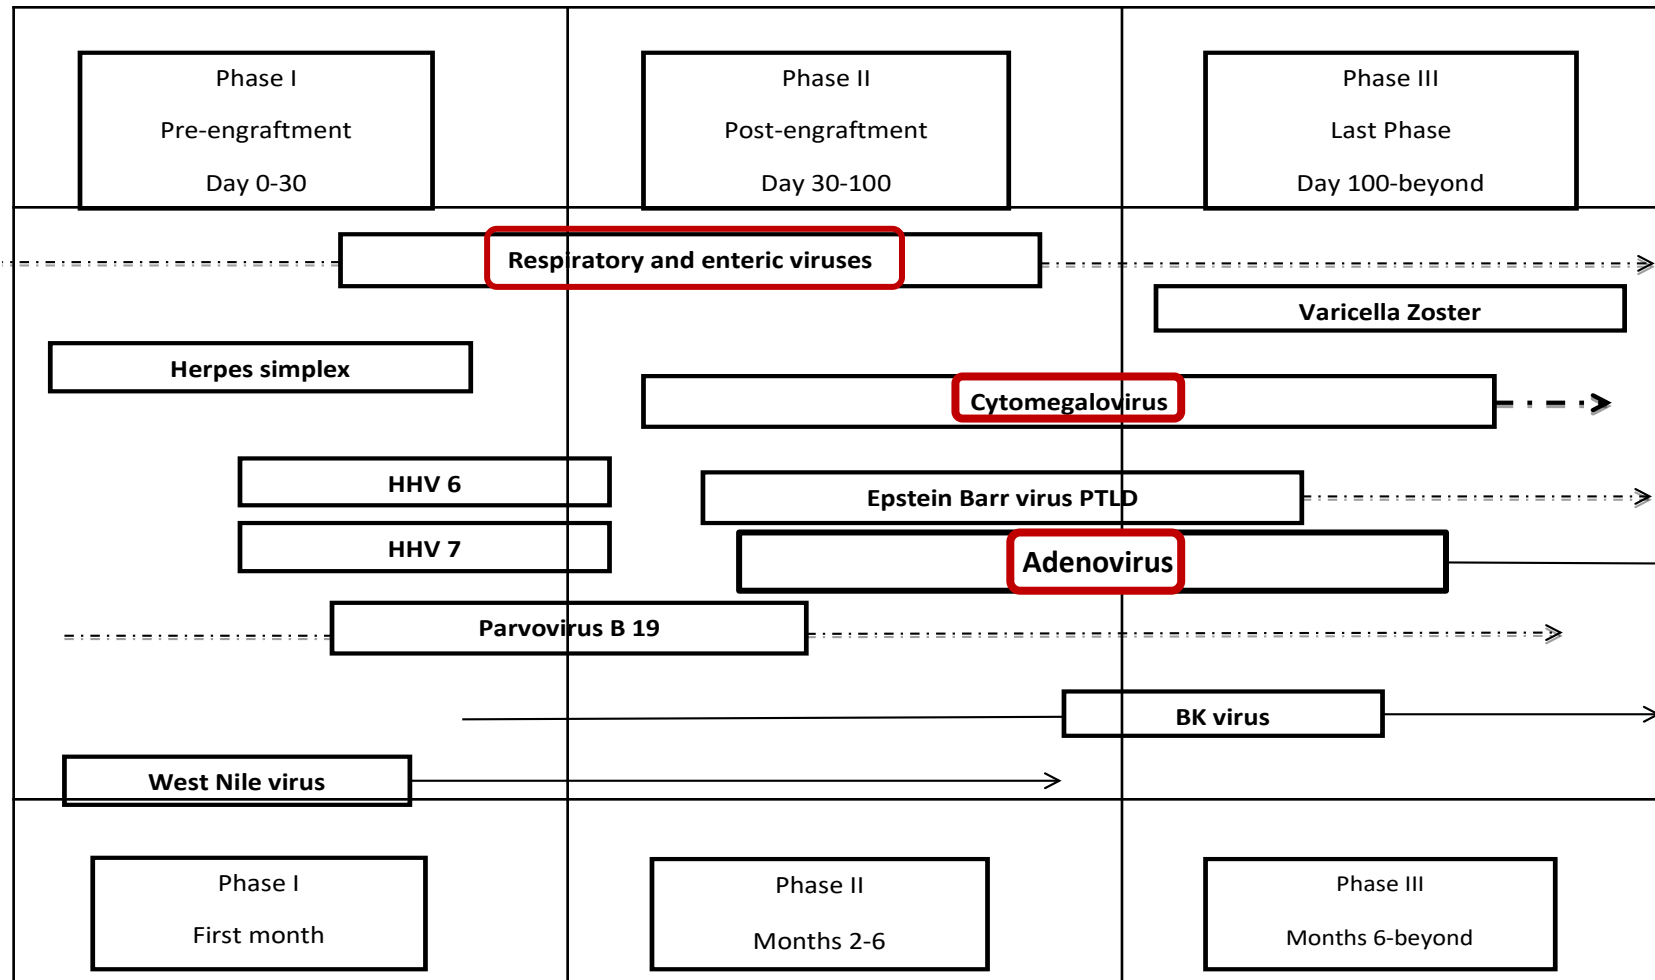 Phase I
Pre-engraftment
Day 0-30
Phase II
Post-engraftment
Day 30-100
Phase III
Last Phase
Day 100-beyond
Respiratory and enteric viruses
Varicella Zoster
Herpes simplex
Cytomegalovirus
HHV 6
Epstein Barr virus PTLD
HHV 7
Adenovirus
Parvovirus B 19
BK virus
West Nile virus
Phase I
First month
Phase II
Months 2-6
Phase III
Months 6-beyond